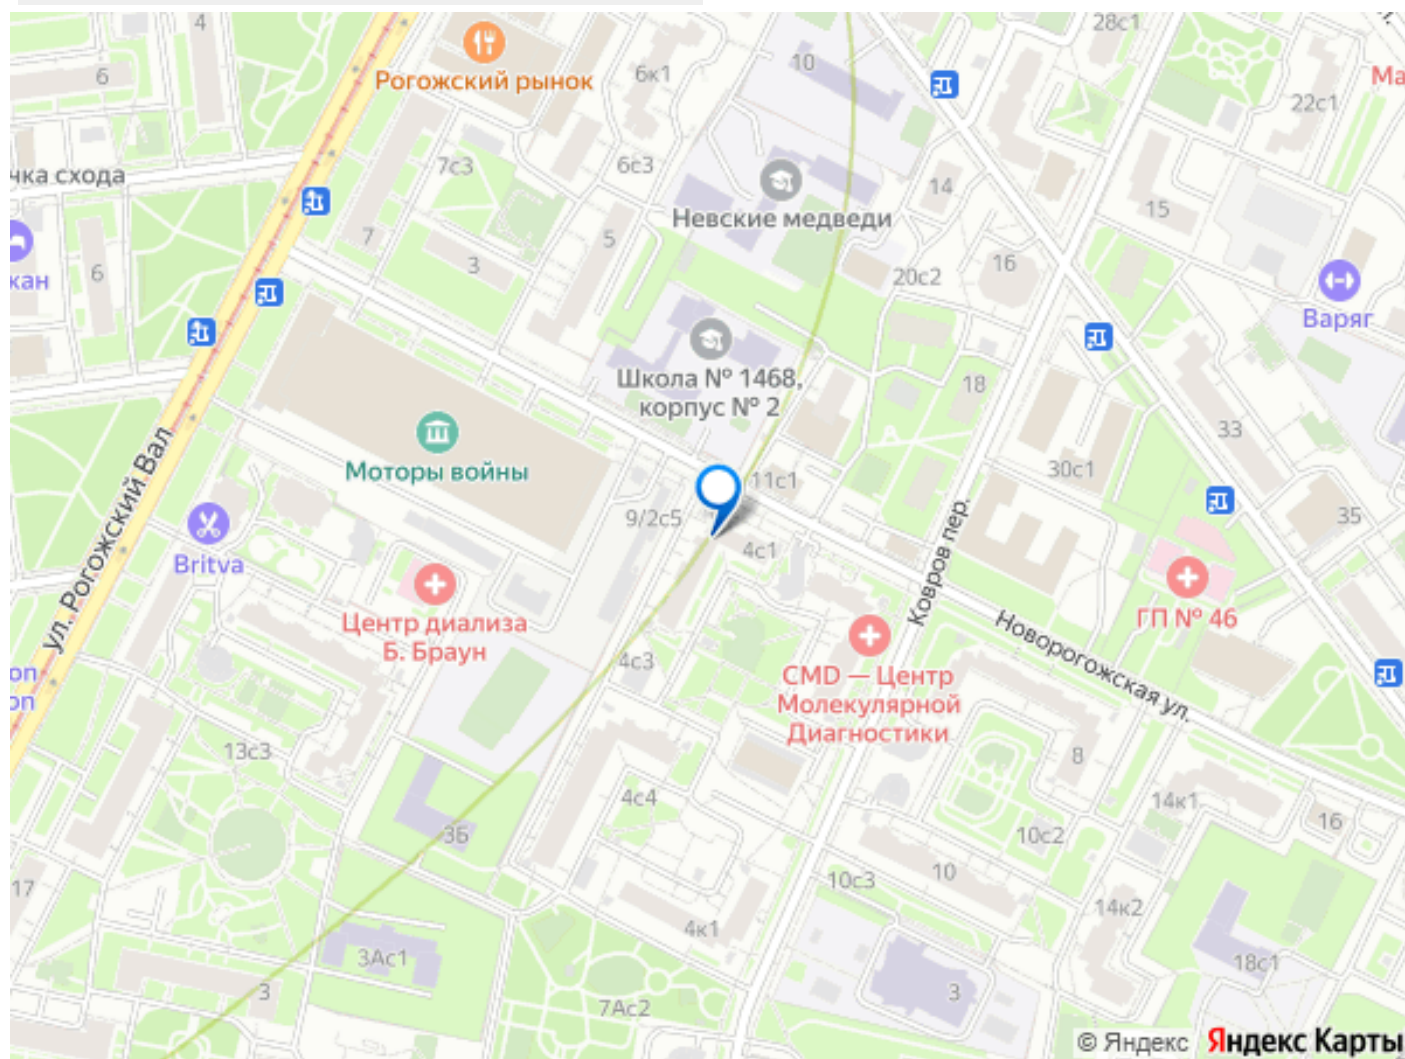 4
28с1
6
Рогожский рынок
6к1
10
Ма
22с1
чка схода
7с3
6с3
14
15
Невские медведи
7
5
3
6
кан
20с2
16
Варяг
Школа № 1468,
корпус № 2
18
33
Моторы войны
30с1
11с1
9/2с5
35
4с1
Britva
ул. Рогожский Вал
Ковров пер.
ГП № 46
Центр диализа
Б. Браун
Новорогожская ул.
4с3
on
on
CMD — Центр
Молекулярной
Диагностики
13с3
8
4с4
14к1
16
3Б
10с2
10
10с3
17
14к2
4к1
3Ас1
18с1
3
3
7Ас2
© Яндекс Яндекс Карты